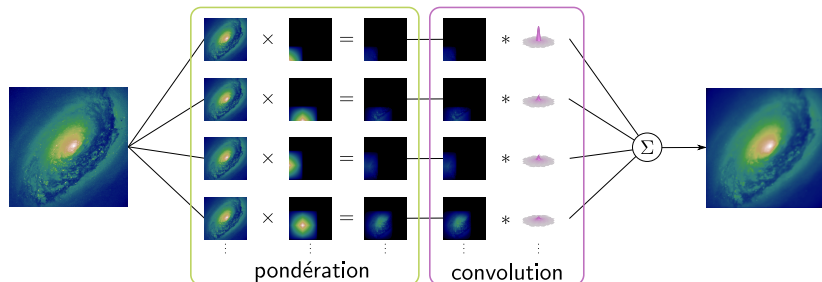 × = *
× = *
× = * Σ
× = *
⋮ ⋮ ⋮ ⋮ ⋮
pondération convolution